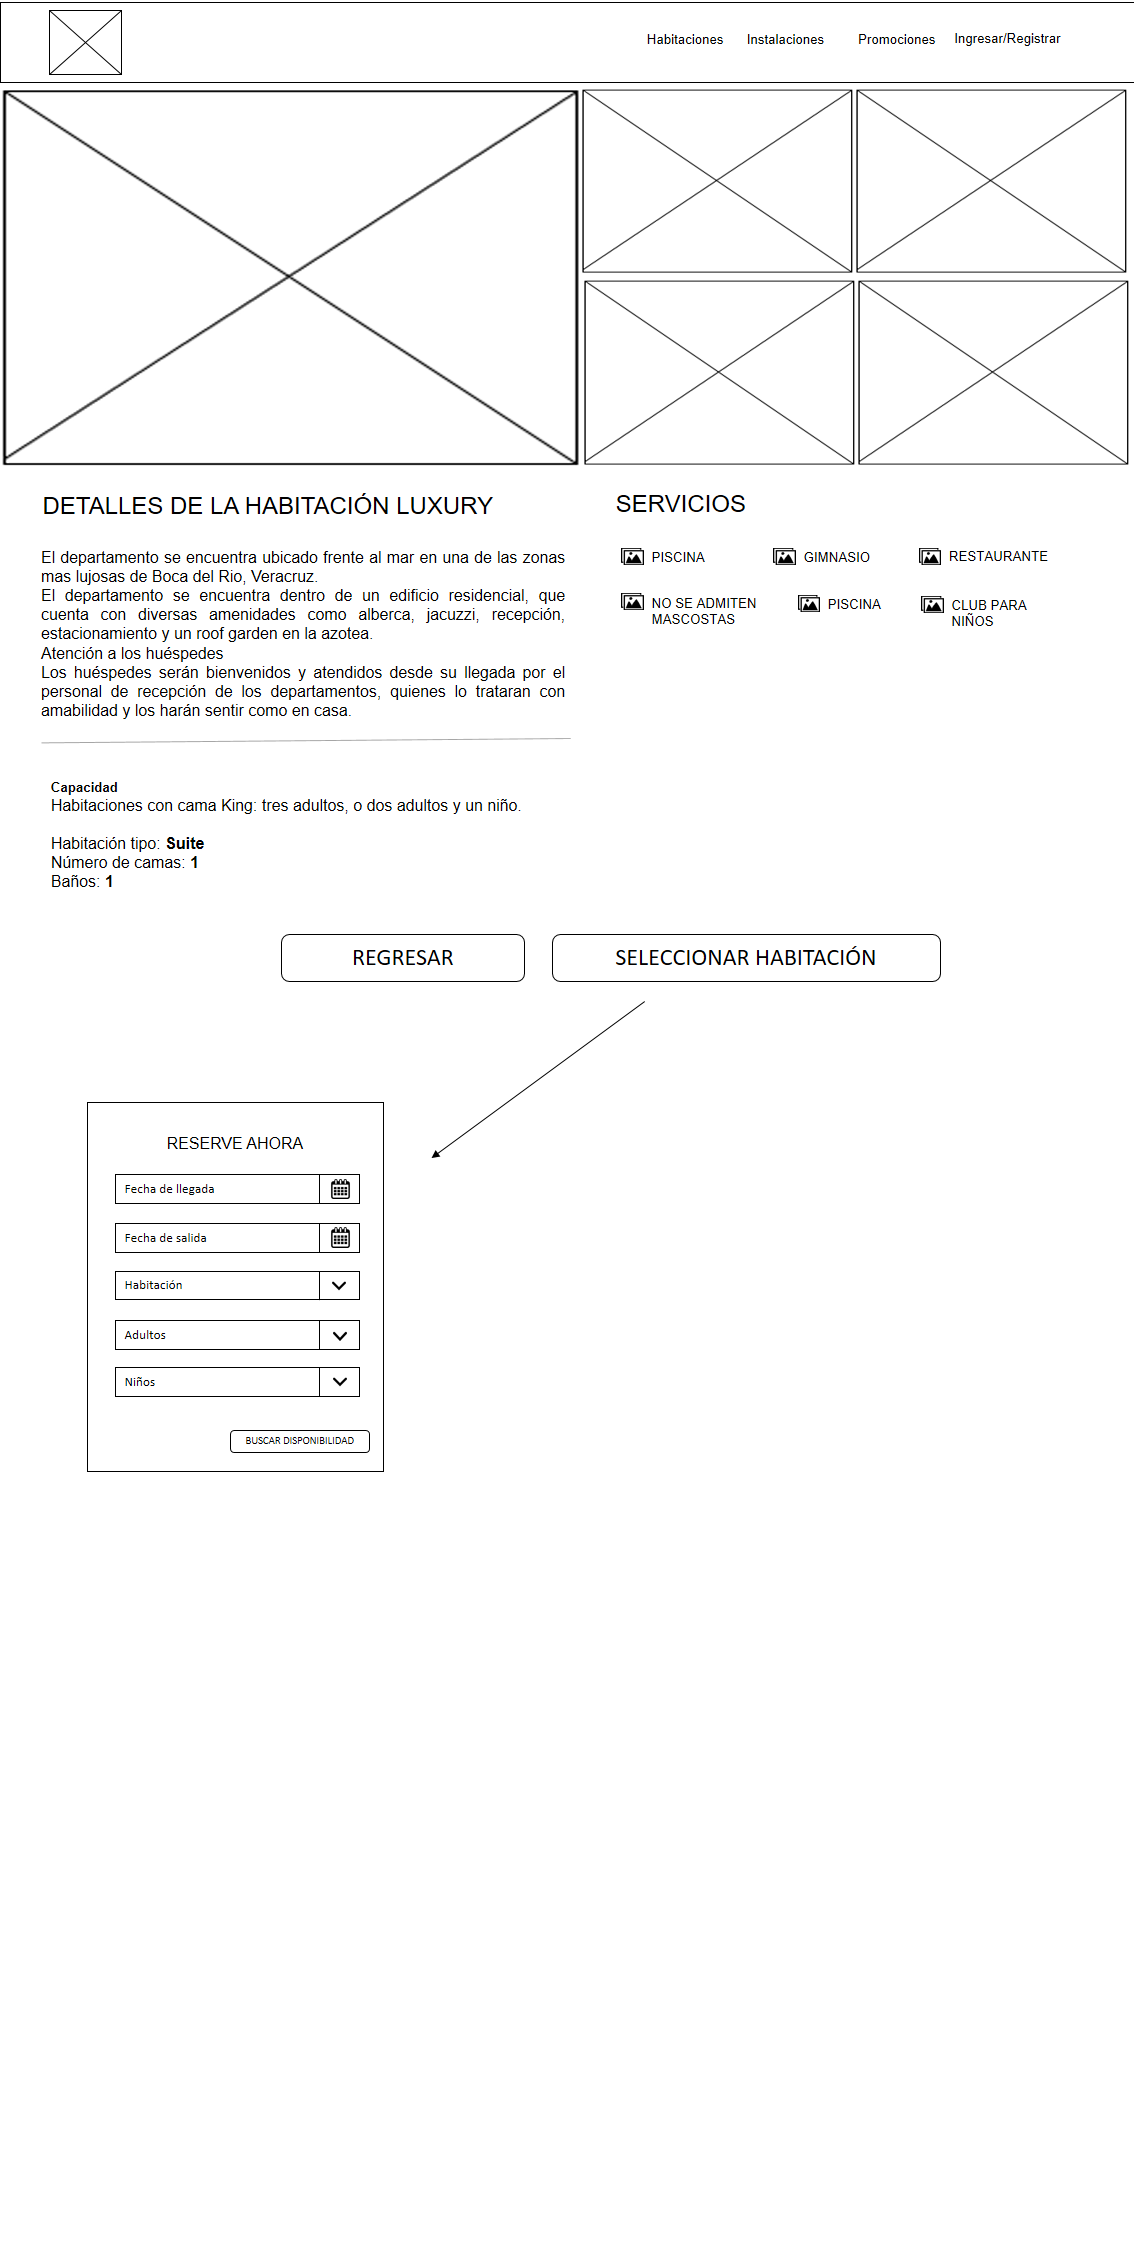 Habitaciones
Instalaciones
Promociones
Ingresar/Registrar
DETALLES DE LA HABITACIÓN LUXURY
El departamento se encuentra ubicado frente al mar en una de las zonas
mas lujosas de Boca del Rio, Veracruz.
El departamento se encuentra dentro de un edificio residencial, que
cuenta con diversas amenidades como alberca, jacuzzi, recepción,
estacionamiento y un roof garden en la azotea.
Atención a los huéspedes
Los huéspedes serán bienvenidos y atendidos desde su llegada por el
personal de recepción de los departamentos, quienes lo trataran con
amabilidad y los harán sentir como en casa.
SERVICIOS
PISCINA
GIMNASIO
RESTAURANTE
NO SE ADMITEN
MASCOSTAS
PISCINA
CLUB PARA
NIÑOS
Capacidad
Habitaciones con cama King: tres adultos, o dos adultos y un niño.
Habitación tipo: Suite
Número de camas: 1
Baños: 1
REGRESAR
SELECCIONAR HABITACIÓN
RESERVE AHORA
Fecha de llegada
Fecha de salida
Habitación
Adultos
Niños
BUSCAR DISPONIBILIDAD